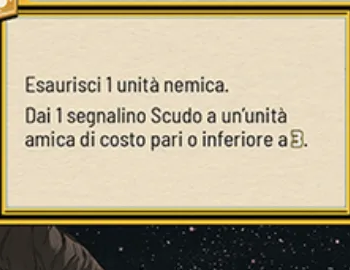 Esaurisci 1 unità nemica.
Dai 1 segnalino Scudo a un'unità
amica di costo pari o inferiore a 3.